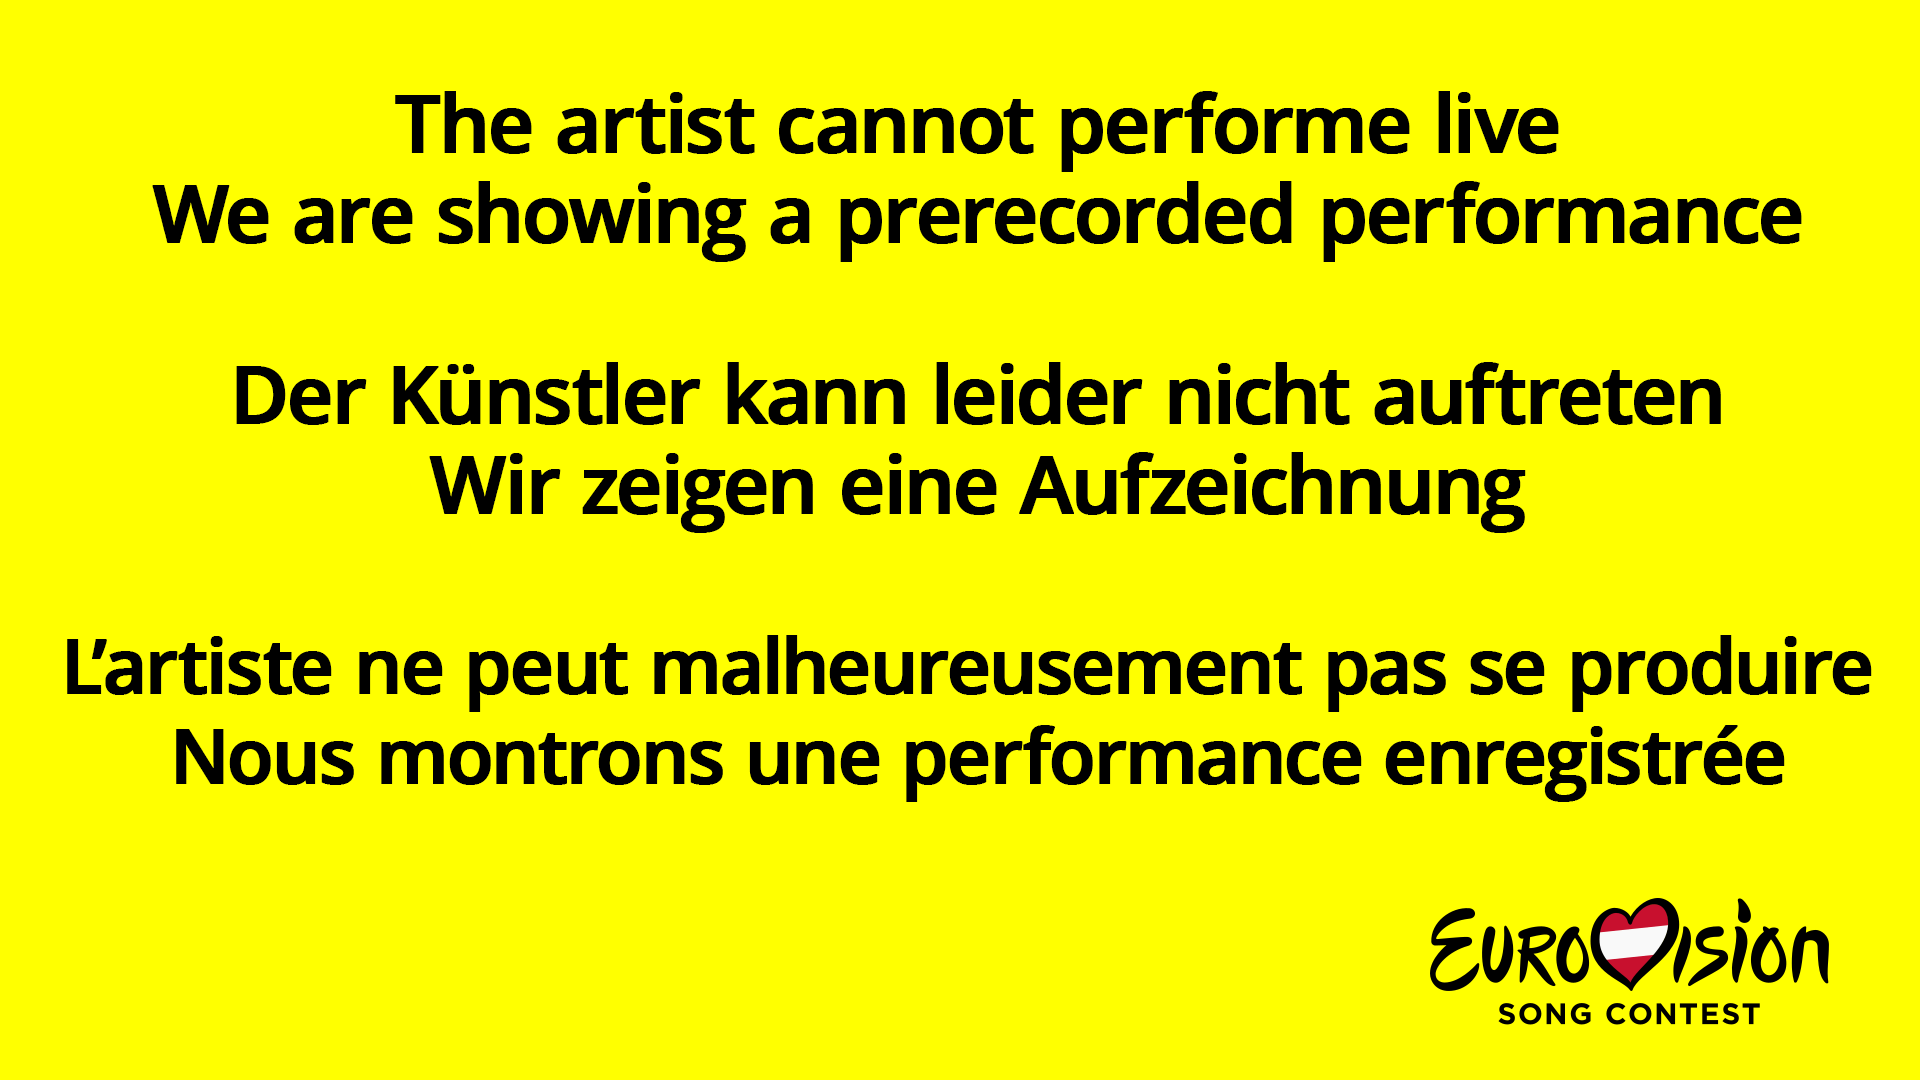 The artist cannot performe live
We are showing a prerecorded performance
Der Künstler kann leider nicht auftreten
Wir zeigen eine Aufzeichnung
L’artiste ne peut malheureusement pas se produire
Nous montrons une performance enregistrée
EUROVISION
SONG CONTEST